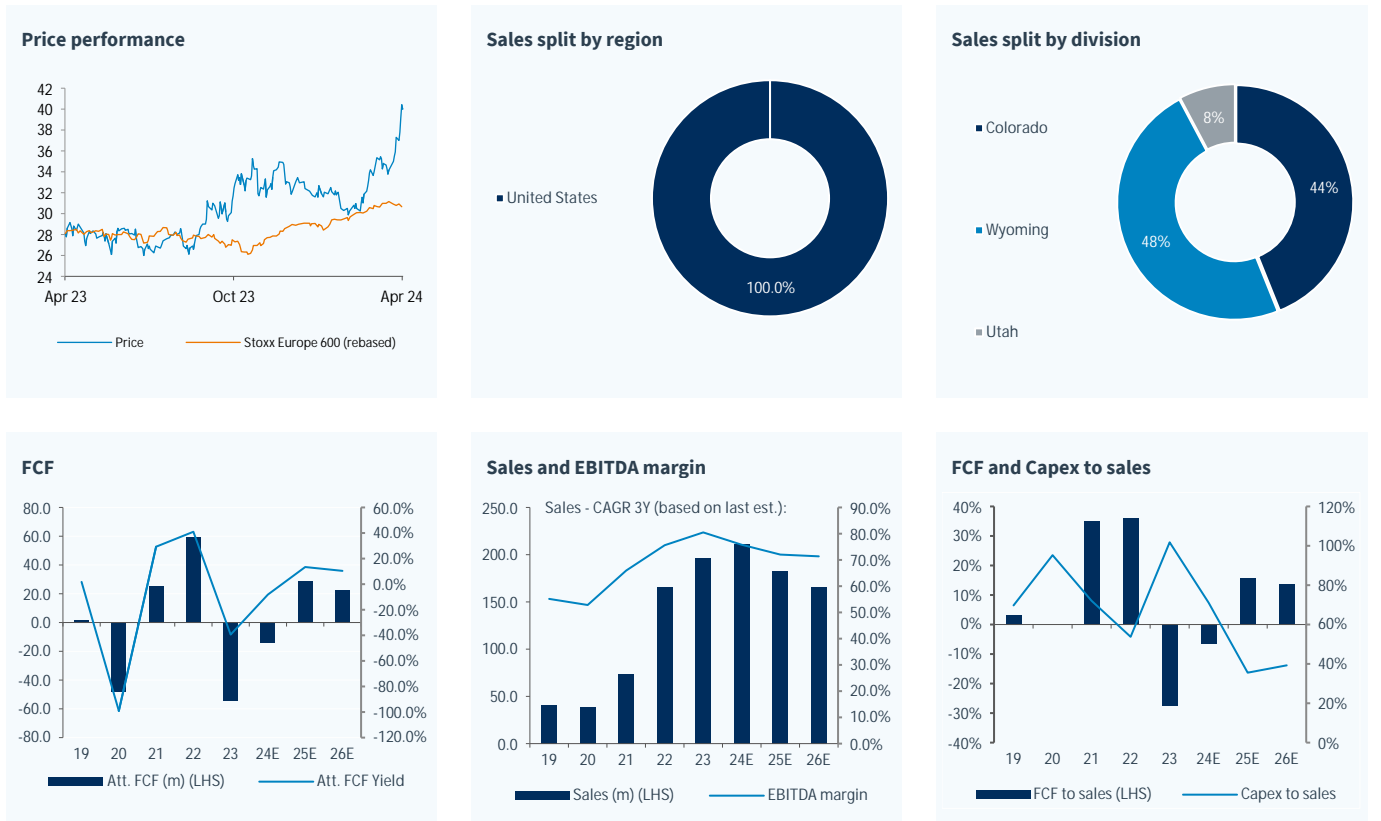 Price performance
42
40
38
36
34
32
30
28
26
24
Apr 23 Oct 23 Apr 24
Price Stoxx Europe 600 (rebased)
Sales split by region
United States
100.0%
Sales split by division
Colorado
Wyoming
Utah
8%
44%
48%
FCF
80.0 60.0%
60.0 40.0%
40.0 20.0%
20.0 0.0%
0.0 -20.0%
-20.0 -40.0%
-40.0 -60.0%
-60.0 -80.0%
-80.0 -100.0%
-120.0%
19 20 21 22 23 24E 25E 26E
Att. FCF (m) (LHS) Att. FCF Yield
Sales and EBITDA margin
Sales - CAGR 3Y (based on last est.):
250.0 90.0%
200.0 80.0%
150.0 70.0%
100.0 60.0%
50.0 50.0%
0.0 40.0%
30.0%
20.0%
10.0%
0.0%
19 20 21 22 23 24E 25E 26E
Sales (m) (LHS) EBITDA margin
FCF and Capex to sales
40% 120%
30% 100%
20% 80%
10% 60%
0% 40%
-10% 20%
-20% 0%
-30%
-40%
19 20 21 22 23 24E 25E 26E
FCF to sales (LHS) Capex to sales